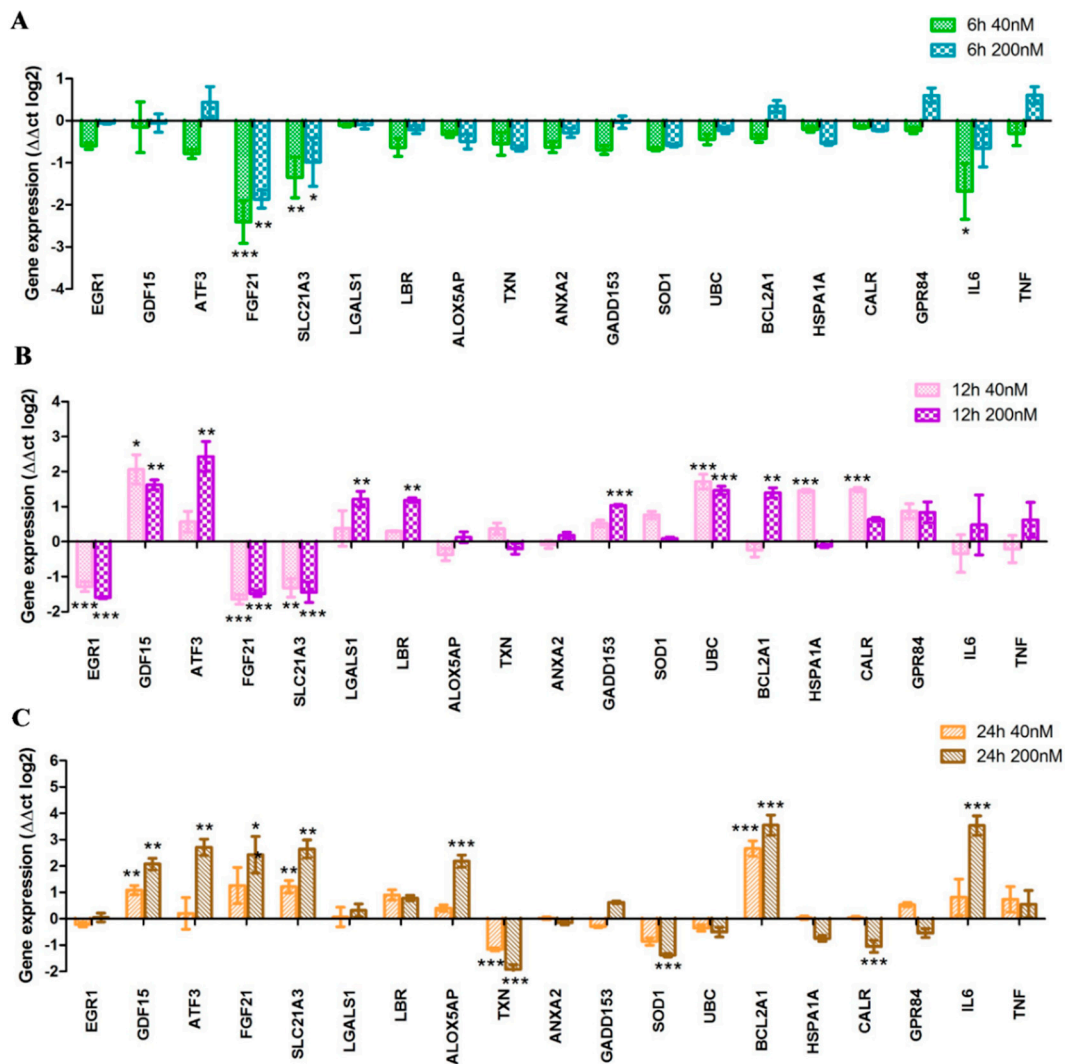 A
6h 40nM
6h 200nM
Gene expression (ΔΔct log2)
1
0
-1
-2
-3
-4
*** ** ** * *
EGR1 GDF15 ATF3 FGF21 SLC21A3 LGALS1 LBR ALOX5AP TXN ANXA2 GADD153 SOD1 UBC BCL2A1 HSPA1A CALR GPR84 IL6 TNF
B
12h 40nM
12h 200nM
Gene expression (ΔΔct log2)
4
3
2
1
0
-1
-2
* ** ** ** ** *** *** *** ** *** ***
*** *** *** *** ** ***
EGR1 GDF15 ATF3 FGF21 SLC21A3 LGALS1 LBR ALOX5AP TXN ANXA2 GADD153 SOD1 UBC BCL2A1 HSPA1A CALR GPR84 IL6 TNF
C
24h 40nM
24h 200nM
Gene expression (ΔΔct log2)
6
5
4
3
2
1
0
-1
-2
** ** ** * * ** ** *** *** *** ***
*** *** *** ***
EGR1 GDF15 ATF3 FGF21 SLC21A3 LGALS1 LBR ALOX5AP TXN ANXA2 GADD153 SOD1 UBC BCL2A1 HSPA1A CALR GPR84 IL6 TNF